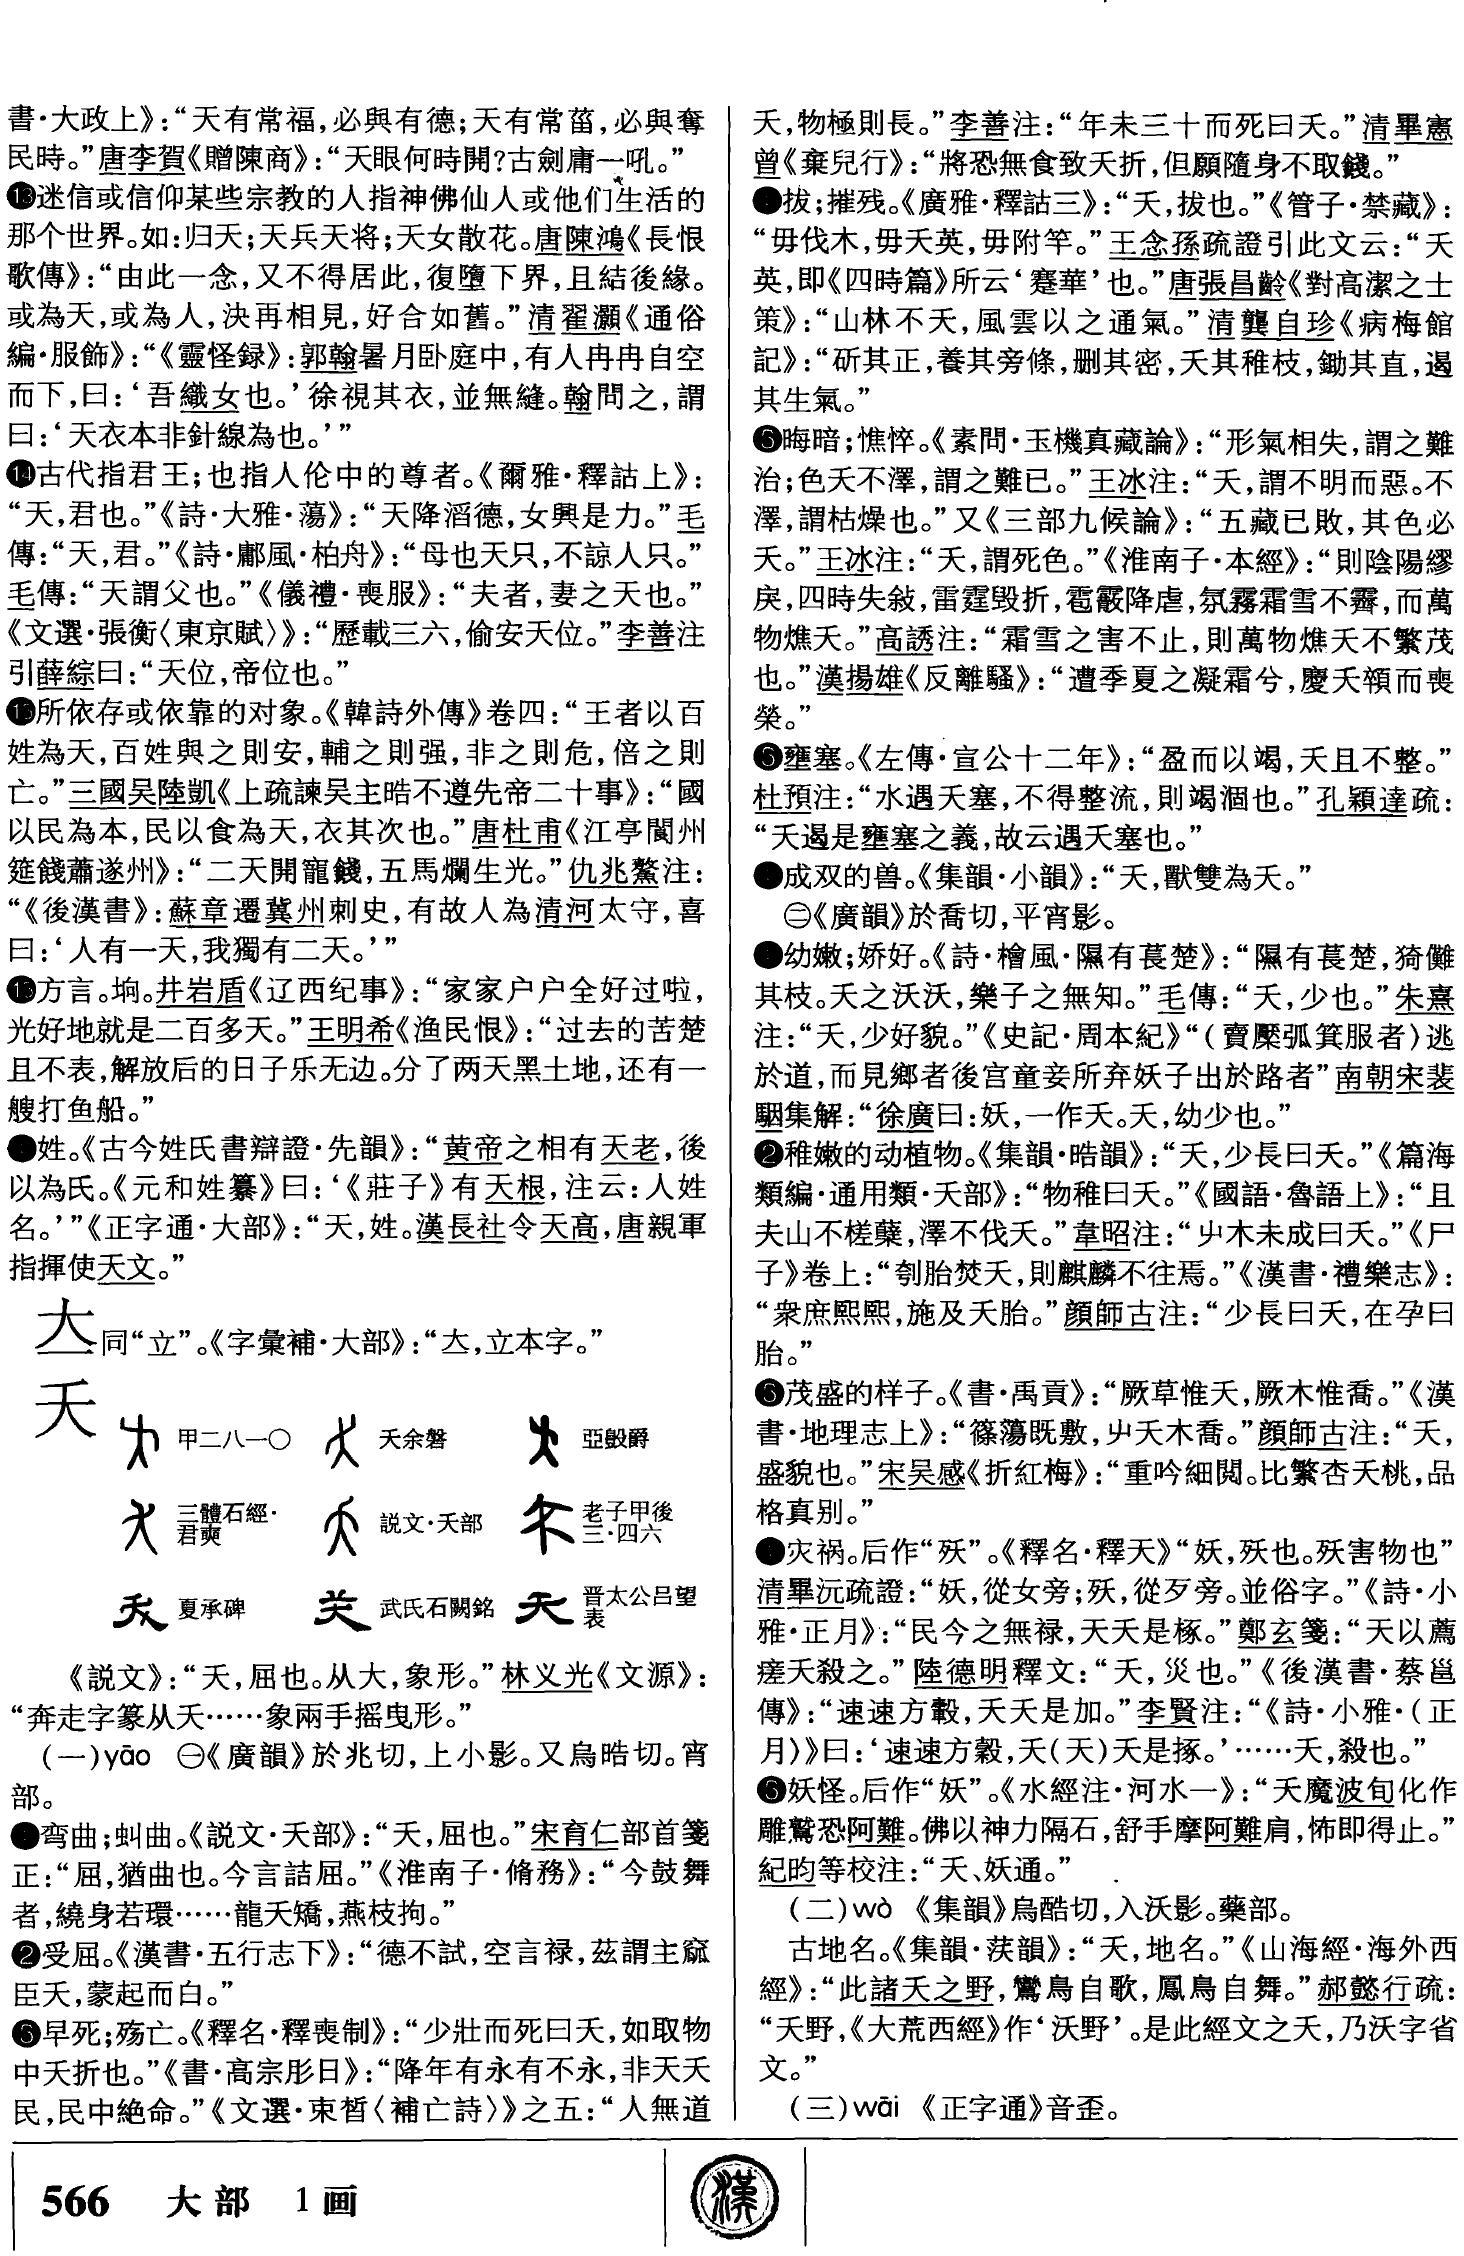 書·大政上》：“天有常福，必與有德；天有常菑，必與奪
民時。”唐李賀《贈陳商》：“天眼何時開？古劍庸一吼。”
⓭迷信或信仰某些宗教的人指神佛仙人或他们生活的
那个世界。如：归天；天兵天将；天女散花。唐陳鴻《長恨
歌傳》：“由此一念，又不得居此，復墮下界，且結後緣。
或為天，或為人，決再相見，好合如舊。”清翟灝《通俗
編·服飾》：“《靈怪録》：郭翰暑月卧庭中，有人冉冉自空
而下，曰：‘吾織女也。’徐視其衣，並無縫。翰問之，謂
曰：‘天衣本非針線為也。’”
⓮古代指君王；也指人伦中的尊者。《爾雅·釋詁上》：
“天，君也。”《詩·大雅·蕩》：“天降滔德，女興是力。”毛
傳：“天，君。”《詩·鄘風·柏舟》：“母也天只，不諒人只。”
毛傳：“天謂父也。”《儀禮·喪服》：“夫者，妻之天也。”
《文選·張衡〈東京賦〉》：“歷載三六，偷安天位。”李善注
引薛綜曰：“天位，帝位也。”
⓯所依存或依靠的对象。《韓詩外傳》卷四：“王者以百
姓為天，百姓與之則安，輔之則强，非之則危，倍之則
亡。”三國吴陸凱《上疏諫吴主皓不遵先帝二十事》：“國
以民為本，民以食為天，衣其次也。”唐杜甫《江亭閬州
筵餞蕭遂州》：“二天開寵餞，五馬爛生光。”仇兆鰲注：
“《後漢書》：蘇章遷冀州刺史，有故人為清河太守，喜
曰：‘人有一天，我獨有二天。’”
⓰方言。垧。井岩盾《辽西纪事》：“家家户户全好过啦，
光好地就是二百多天。”王明希《渔民恨》：“过去的苦楚
且不表，解放后的日子乐无边。分了两天黑土地，还有一
艘打鱼船。”
姓。《古今姓氏書辯證·先韻》：“黄帝之相有天老，後
以為氏。《元和姓纂》曰：‘《莊子》有天根，注云：人姓
名。’”《正字通·大部》：“天，姓。漢長社令天高，唐親軍
指揮使天文。”
亣同“立”。《字彙補·大部》：“，立本字。”
夭
甲二八一〇 夭余磐 亞毁爵
三體石經·君奭 説文·夭部 老子甲後三·四六
夏承碑 武氏石闕銘 晋太公吕望表
《説文》：“夭，屈也。从大，象形。”林义光《文源》：
“奔走字篆从夭……象兩手摇曳形。”
(一)yāo ㊀《廣韻》於兆切，上小影。又烏晧切。宵
部。
❶弯曲；虯曲。《説文·夭部》：“夭，屈也。”宋育仁部首箋
正：“屈，猶曲也。今言詰屈。”《淮南子·脩務》：“今鼓舞
者，繞身若環……龍夭矯，燕枝拘。”
❷受屈。《漢書·五行志下》：“德不試，空言禄，兹謂主窳
臣夭，蒙起而白。”
❸早死；殇亡。《釋名·釋喪制》：“少壯而死曰夭，如取物
中夭折也。”《書·高宗肜日》：“降年有永有不永，非天夭
民，民中絶命。”《文選·束晳〈補亡詩〉》之五：“人無道
夭，物極則長。”李善注：“年未三十而死曰夭。”清畢憲
曾《棄兒行》：“將恐無食致夭折，但願隨身不取錢。”
❹拔；摧残。《廣雅·釋詁三》：“夭，拔也。”《管子·禁藏》：
“毋伐木，毋夭英，毋拊竿。”王念孫疏證引此文云：“夭
英，即《四時篇》所云‘蹇華’也。”唐張昌齡《對高潔之士
策》：“山林不夭，風雲以之通氣。”清龔自珍《病梅館
記》：“斫其正，養其旁條，删其密，夭其稚枝，鋤其直，遏
其生氣。”
❺晦暗；憔悴。《素問·玉機真藏論》：“形氣相失，謂之難
治；色夭不澤，謂之難已。”王冰注：“夭，謂不明而惡。不
澤，謂枯燥也。”又《三部九候論》：“五藏已敗，其色必
夭。”王冰注：“夭，謂死色。”《淮南子·本經》：“則陰陽繆
戾，四時失敍，雷霆毁折，雹霰降虐，氛霧霜雪不霽，而萬
物燋夭。”高誘注：“霜雪之害不止，則萬物燋夭不繁茂
也。”漢揚雄《反離騷》：“遭季夏之凝霜兮，慶夭顇而喪
榮。”
❻壅塞。《左傳·宣公十二年》：“盈而以竭，夭且不整。”
杜預注：“水遇夭塞，不得整流，則竭涸也。”孔穎達疏：
“夭遏是壅塞之義，故云遇夭塞也。”
❼成双的兽。《集韻·小韻》：“夭，獸雙為夭。”
㊁《廣韻》於喬切，平宵影。
❶幼嫩；娇好。《詩·檜風·隰有萇楚》：“隰有萇楚，猗儺
其枝。夭之沃沃，樂子之無知。”毛傳：“夭，少也。”朱熹
注：“夭，少好貌。”《史記·周本紀》“（賣檿弧箕服者）逃
於道，而見鄉者後宫童妾所弃妖子出於路者”南朝宋裴
駰集解：“徐廣曰：妖，一作夭。夭，幼少也。”
❷稚嫩的动植物。《集韻·晧韻》：“夭，少長曰夭。”《篇海
類編·通用類·夭部》：“物稚曰夭。”《國語·魯語上》：“且
夫山不槎蘖，澤不伐夭。”韋昭注：“屮木未成曰夭。”《尸
子》卷上：“刳胎焚夭，則麒麟不往焉。”《漢書·禮樂志》：
“衆庶熙熙，施及夭胎。”顔師古注：“少長曰夭，在孕曰
胎。”
❸茂盛的样子。《書·禹貢》：“厥草惟夭，厥木惟喬。”《漢
書·地理志上》：“篠簜既敷，屮夭木喬。”顔師古注：“夭，
盛貌也。”宋吴感《折紅梅》：“重吟細閲。比繁杏夭桃，品
格真别。”
❹灾祸。后作“殀”。《釋名·釋天》“妖，殀也。殀害物也”
清畢沅疏證：“妖，從女旁；殀，從歹旁。並俗字。”《詩·小
雅·正月》：“民今之無禄，天夭是椓。”鄭玄箋：“天以薦
瘥夭殺之。”陸德明釋文：“夭，災也。”《後漢書·蔡邕
傳》：“速速方轂，夭夭是加。”李賢注：“《詩·小雅·（正
月）》曰：‘速速方穀，夭（天）夭是椓。’……夭，殺也。”
❺妖怪。后作“妖”。《水經注·河水一》：“夭魔波旬化作
雕鷲恐阿難。佛以神力隔石，舒手摩阿難肩，怖即得止。”
紀昀等校注：“夭、妖通。”
(二)wò 《集韻》烏酷切，入沃影。藥部。
古地名。《集韻·茯韻》：“夭，地名。”《山海經·海外西
經》：“此諸夭之野，鸞鳥自歌，鳳鳥自舞。”郝懿行疏：
“夭野，《大荒西經》作‘沃野’。是此經文之夭，乃沃字省
文。”
(三)wāi 《正字通》音歪。
566 大部 1画
漢